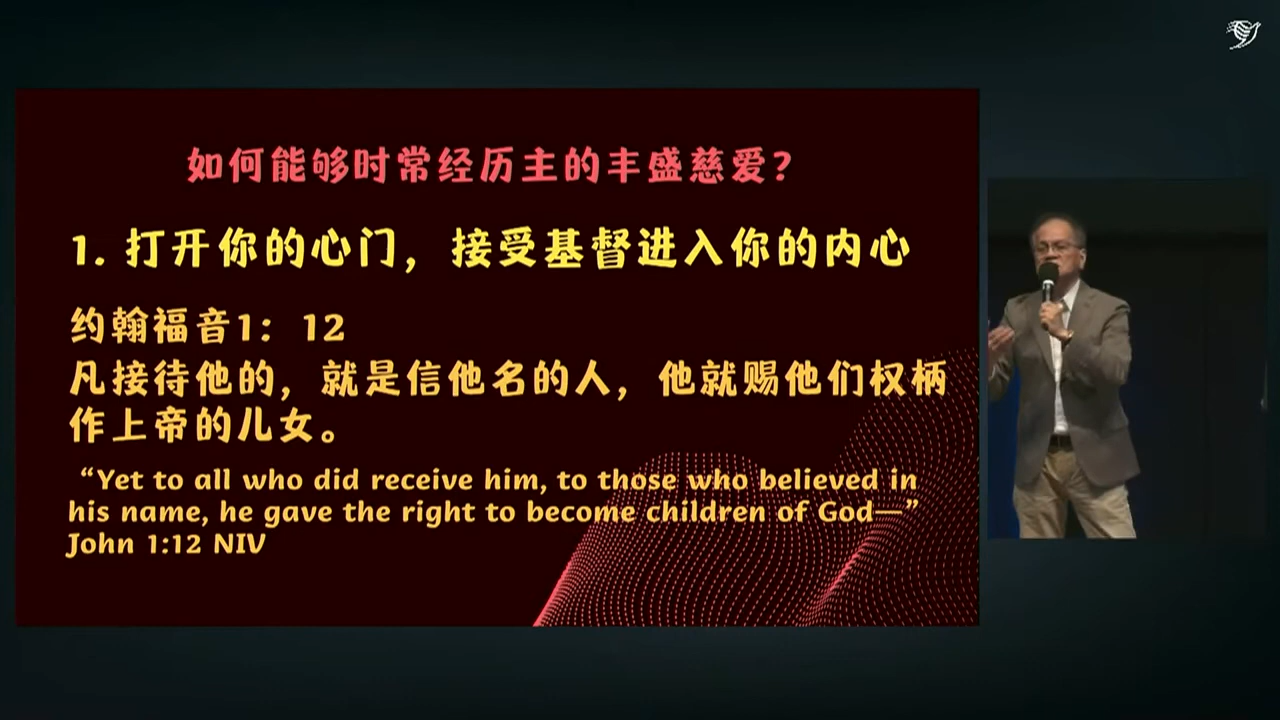 如何能够时常经历主的丰盛慈爱？
1. 打开你的心门，接受基督进入你的内心
约翰福音1：12
凡接待他的，就是信他名的人，他就赐他们权柄
作上帝的儿女。
“Yet to all who did receive him, to those who believed in
his name, he gave the right to become children of God—”
John 1:12 NIV